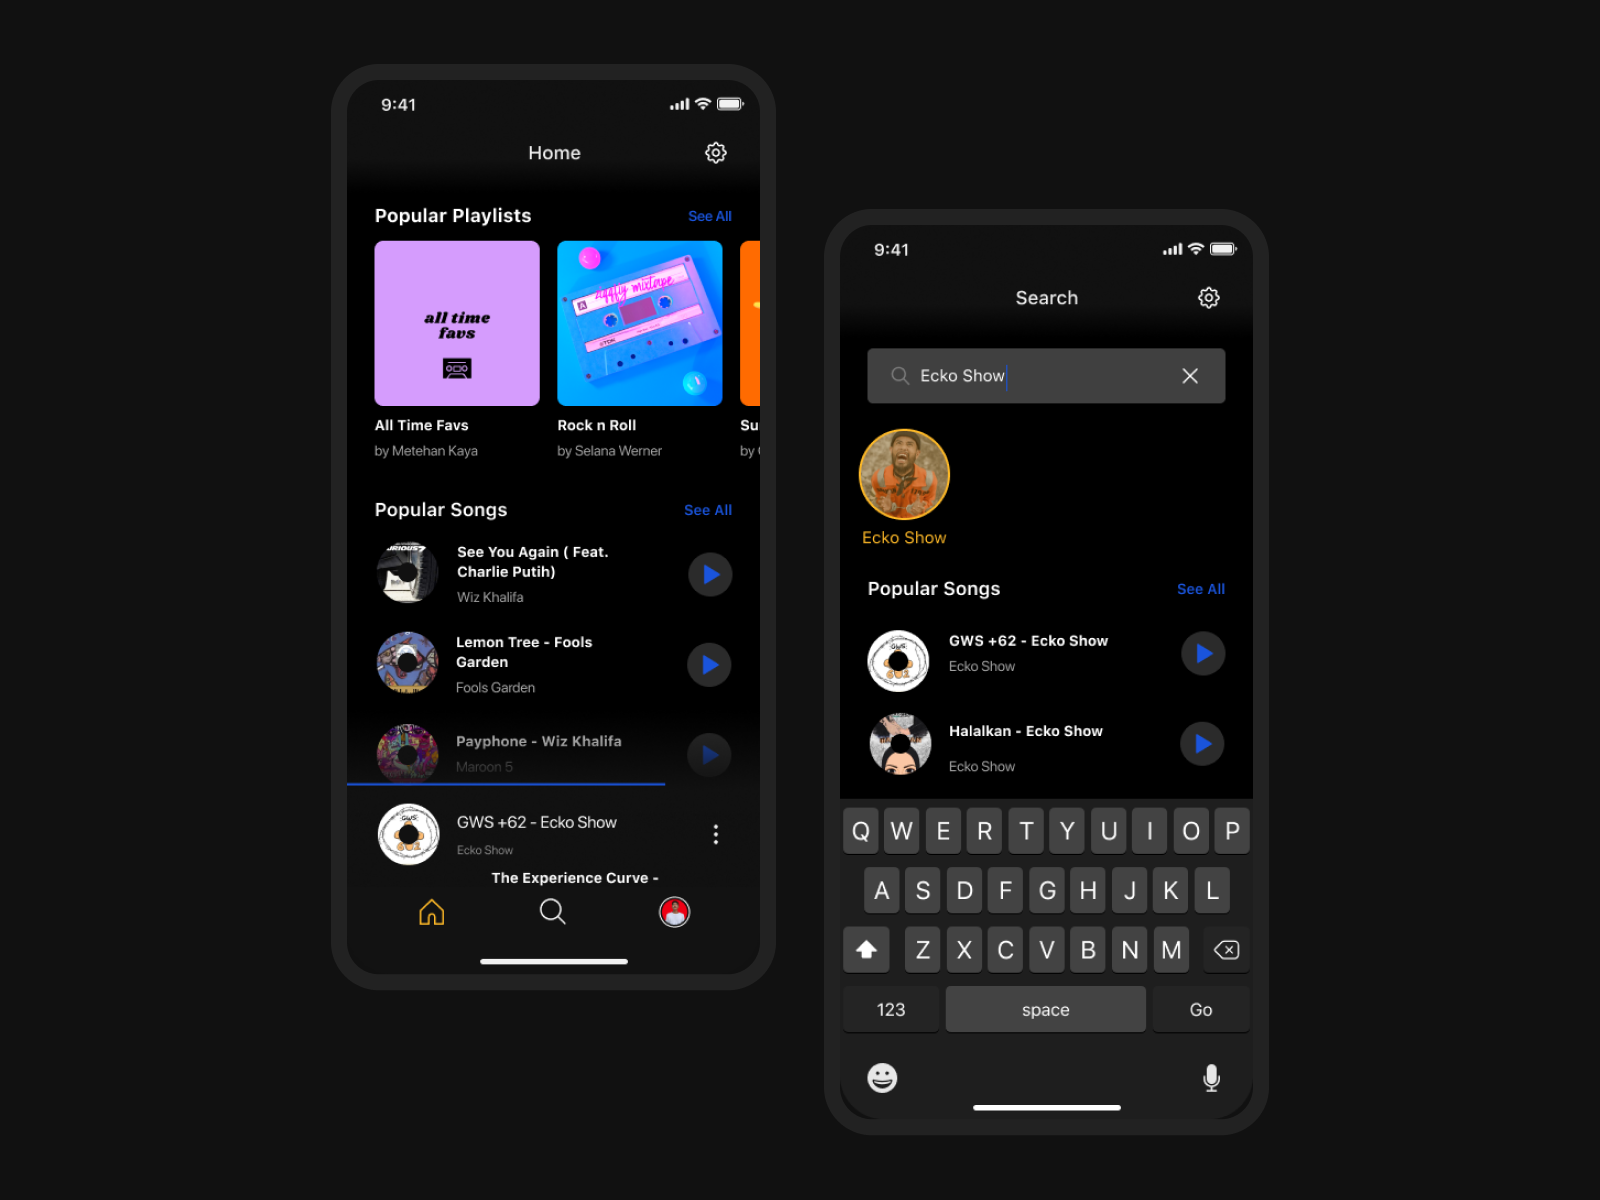 9:41
Home
Popular Playlists
See All
all time
favs
A
mixtape
All Time Favs
by Metehan Kaya
Rock n Roll
by Selana Werner
Su
by
Popular Songs
See All
See You Again ( Feat.
Charlie Putih)
Wiz Khalifa
Lemon Tree - Fools
Garden
Fools Garden
Payphone - Wiz Khalifa
Maroon 5
GWS
GWS +62 - Ecko Show
Ecko Show
The Experience Curve -
9:41
Search
Ecko Show
Ecko Show
Popular Songs
See All
GWS
GWS +62 - Ecko Show
Ecko Show
Halalkan - Ecko Show
Ecko Show
Q W E R T Y U I O P
A S D F G H J K L
Z X C V B N M
123 space Go